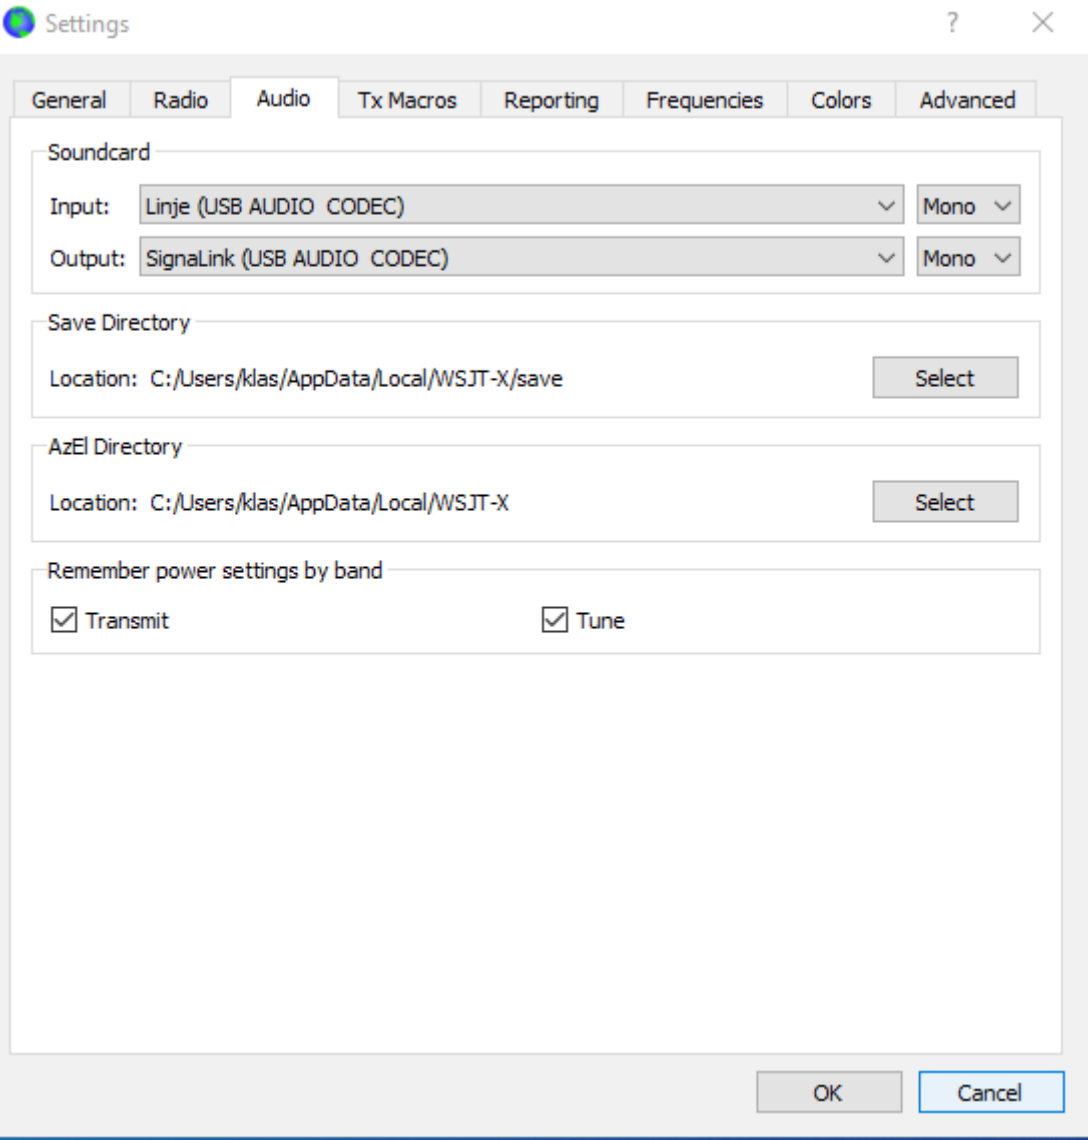 Settings
General Radio Audio Tx Macros Reporting Frequencies Colors Advanced
Soundcard
Input: Linje (USB AUDIO  CODEC) Mono
Output: SignaLink (USB AUDIO  CODEC) Mono
Save Directory
Location: C:/Users/klas/AppData/Local/WSJT-X/save Select
AzEl Directory
Location: C:/Users/klas/AppData/Local/WSJT-X Select
Remember power settings by band
Transmit Tune
OK Cancel